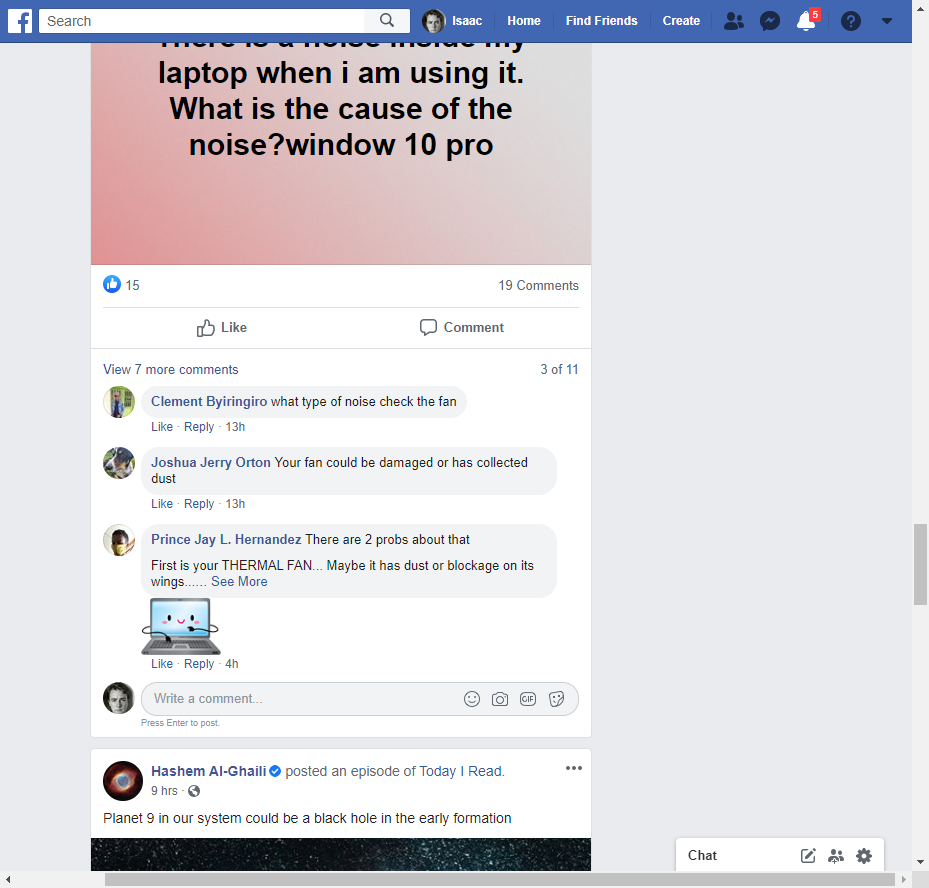 Search
Isaac
Home
Find Friends
Create
5
There is a noise inside my
laptop when i am using it.
What is the cause of the
noise?window 10 pro
15
19 Comments
Like
Comment
View 7 more comments
3 of 11
Clement Byiringiro what type of noise check the fan
Like · Reply · 13h
Joshua Jerry Orton Your fan could be damaged or has collected
dust
Like · Reply · 13h
Prince Jay L. Hernandez There are 2 probs about that
First is your THERMAL FAN... Maybe it has dust or blockage on its
wings...... See More
Like · Reply · 4h
Write a comment...
GIF
Press Enter to post.
Hashem Al-Ghaili posted an episode of Today I Read.
9 hrs ·
Planet 9 in our system could be a black hole in the early formation
Chat